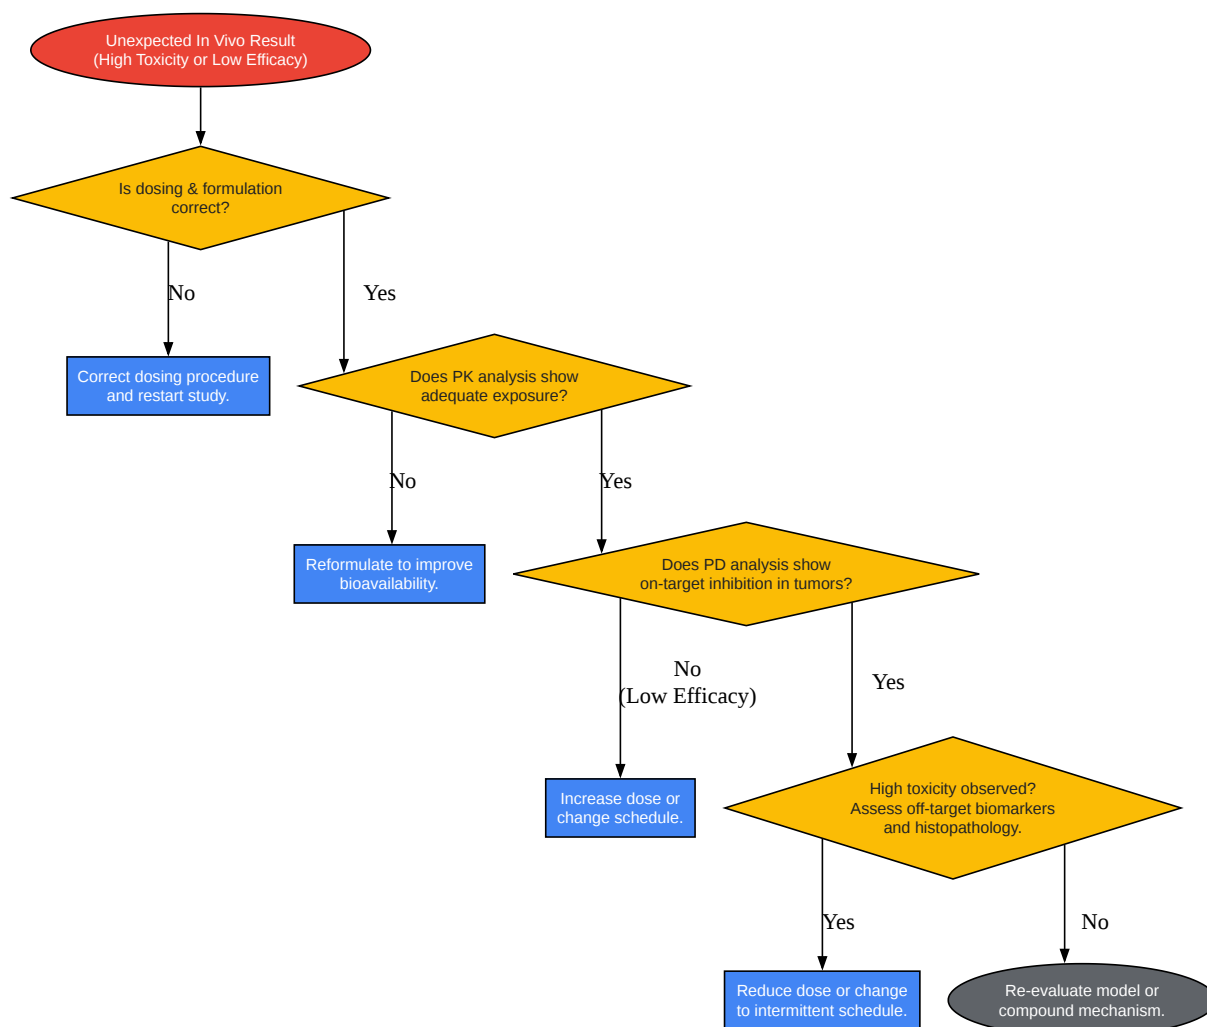 Unexpected In Vivo Result
(High Toxicity or Low Efficacy)
Is dosing & formulation
correct?
No
Yes
Correct dosing procedure
and restart study.
Does PK analysis show
adequate exposure?
No
Yes
Reformulate to improve
bioavailability.
Does PD analysis show
on-target inhibition in tumors?
No
(Low Efficacy)
Yes
Increase dose or
change schedule.
High toxicity observed?
Assess off-target biomarkers
and histopathology.
Yes
No
Reduce dose or change
to intermittent schedule.
Re-evaluate model or
compound mechanism.